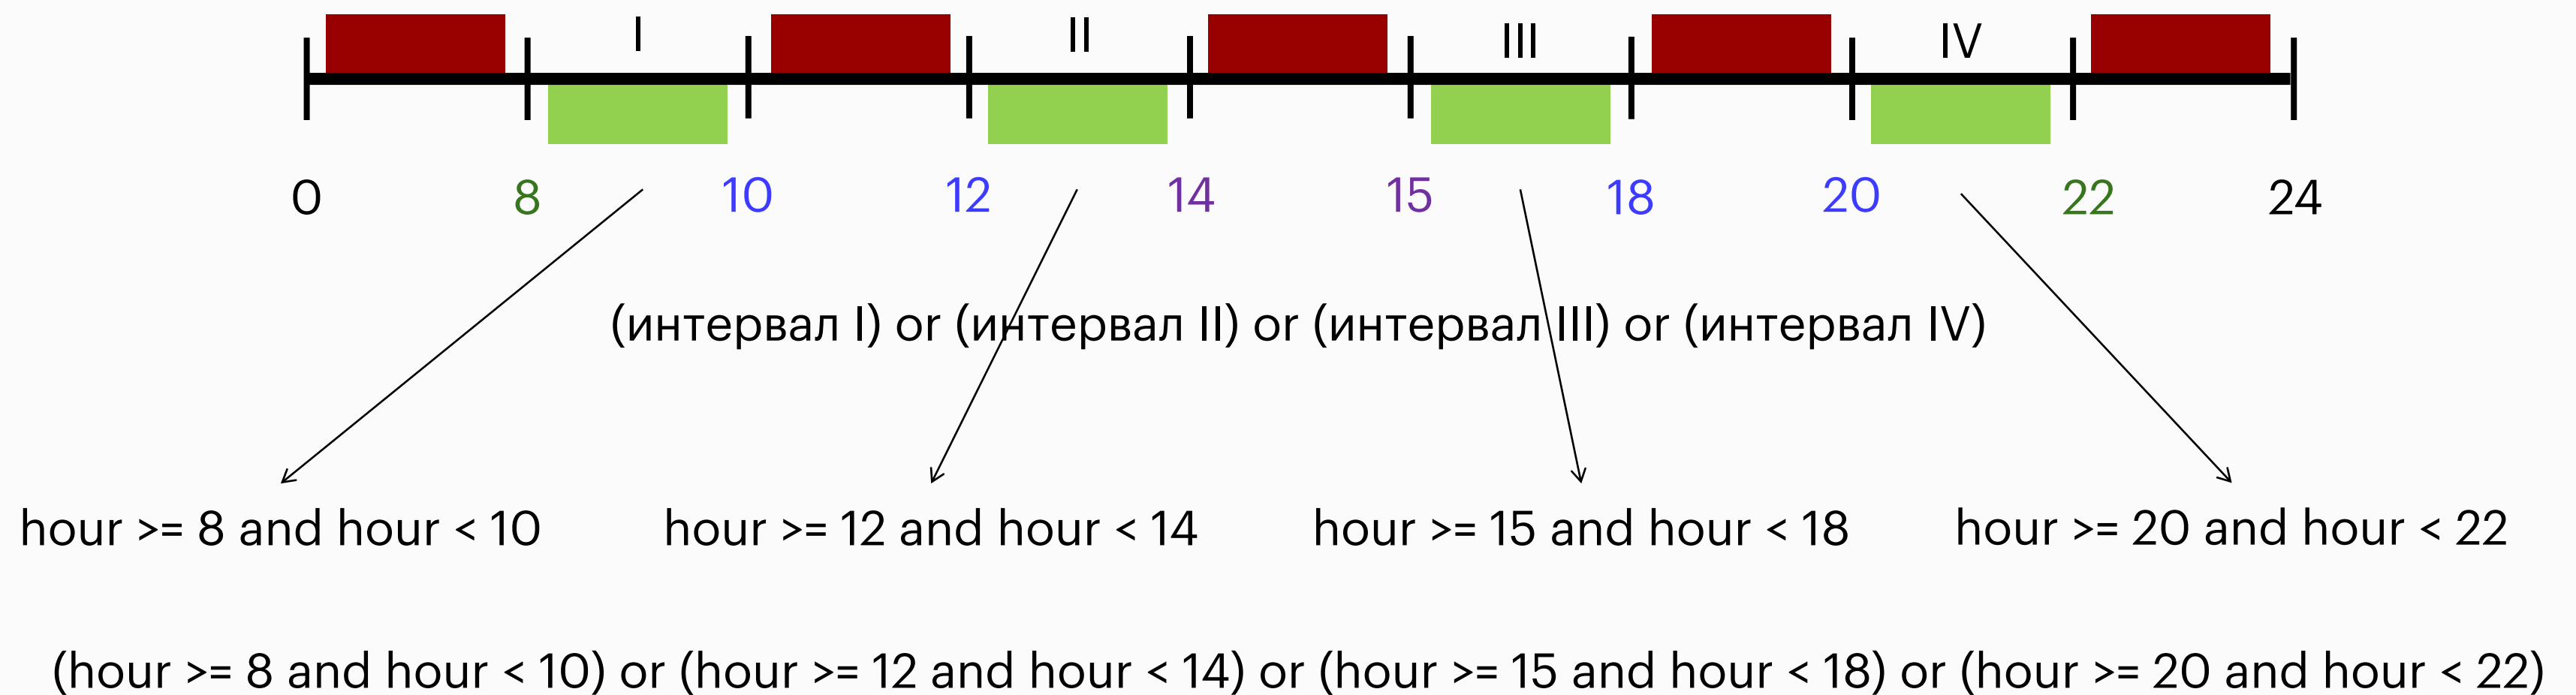 I II III IV
0 8 10 12 14 15 18 20 22 24
(интервал I) or (интервал II) or (интервал III) or (интервал IV)
hour >= 8 and hour < 10 hour >= 12 and hour < 14 hour >= 15 and hour < 18 hour >= 20 and hour < 22
(hour >= 8 and hour < 10) or (hour >= 12 and hour < 14) or (hour >= 15 and hour < 18) or (hour >= 20 and hour < 22)